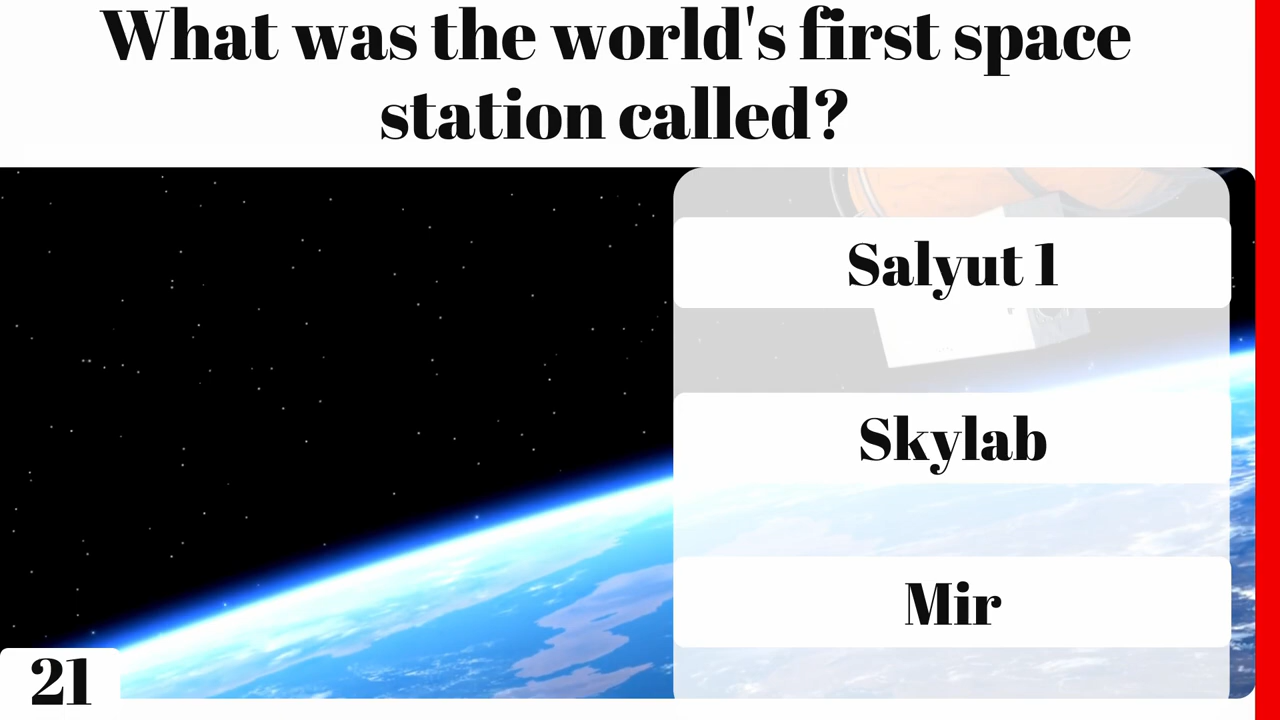 What was the world's first space
station called?
Salyut 1
Skylab
Mir
21